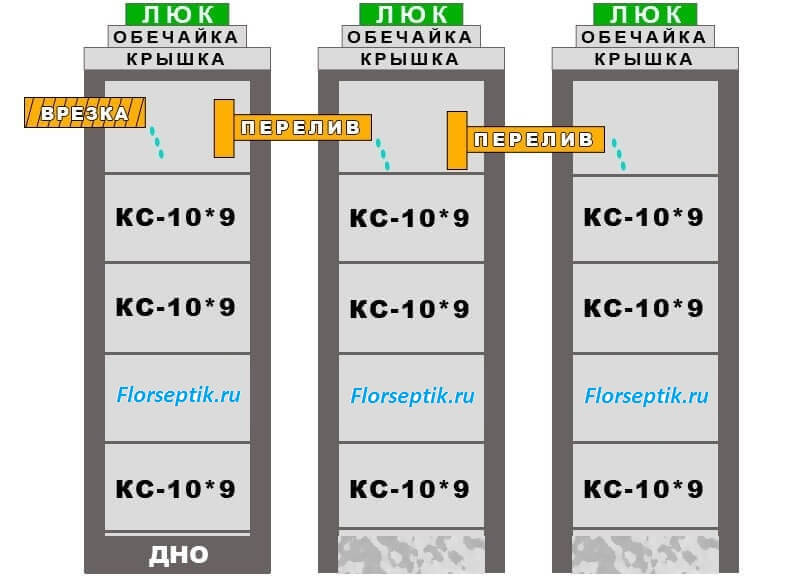 ЛЮК
ОБЕЧАЙКА
КРЫШКА
ВРЕЗКА
ПЕРЕЛИВ
КС-10*9
КС-10*9
Florseptik.ru
КС-10*9
ДНО
ЛЮК
ОБЕЧАЙКА
КРЫШКА
ПЕРЕЛИВ
КС-10*9
КС-10*9
Florseptik.ru
КС-10*9
ЛЮК
ОБЕЧАЙКА
КРЫШКА
КС-10*9
КС-10*9
Florseptik.ru
КС-10*9